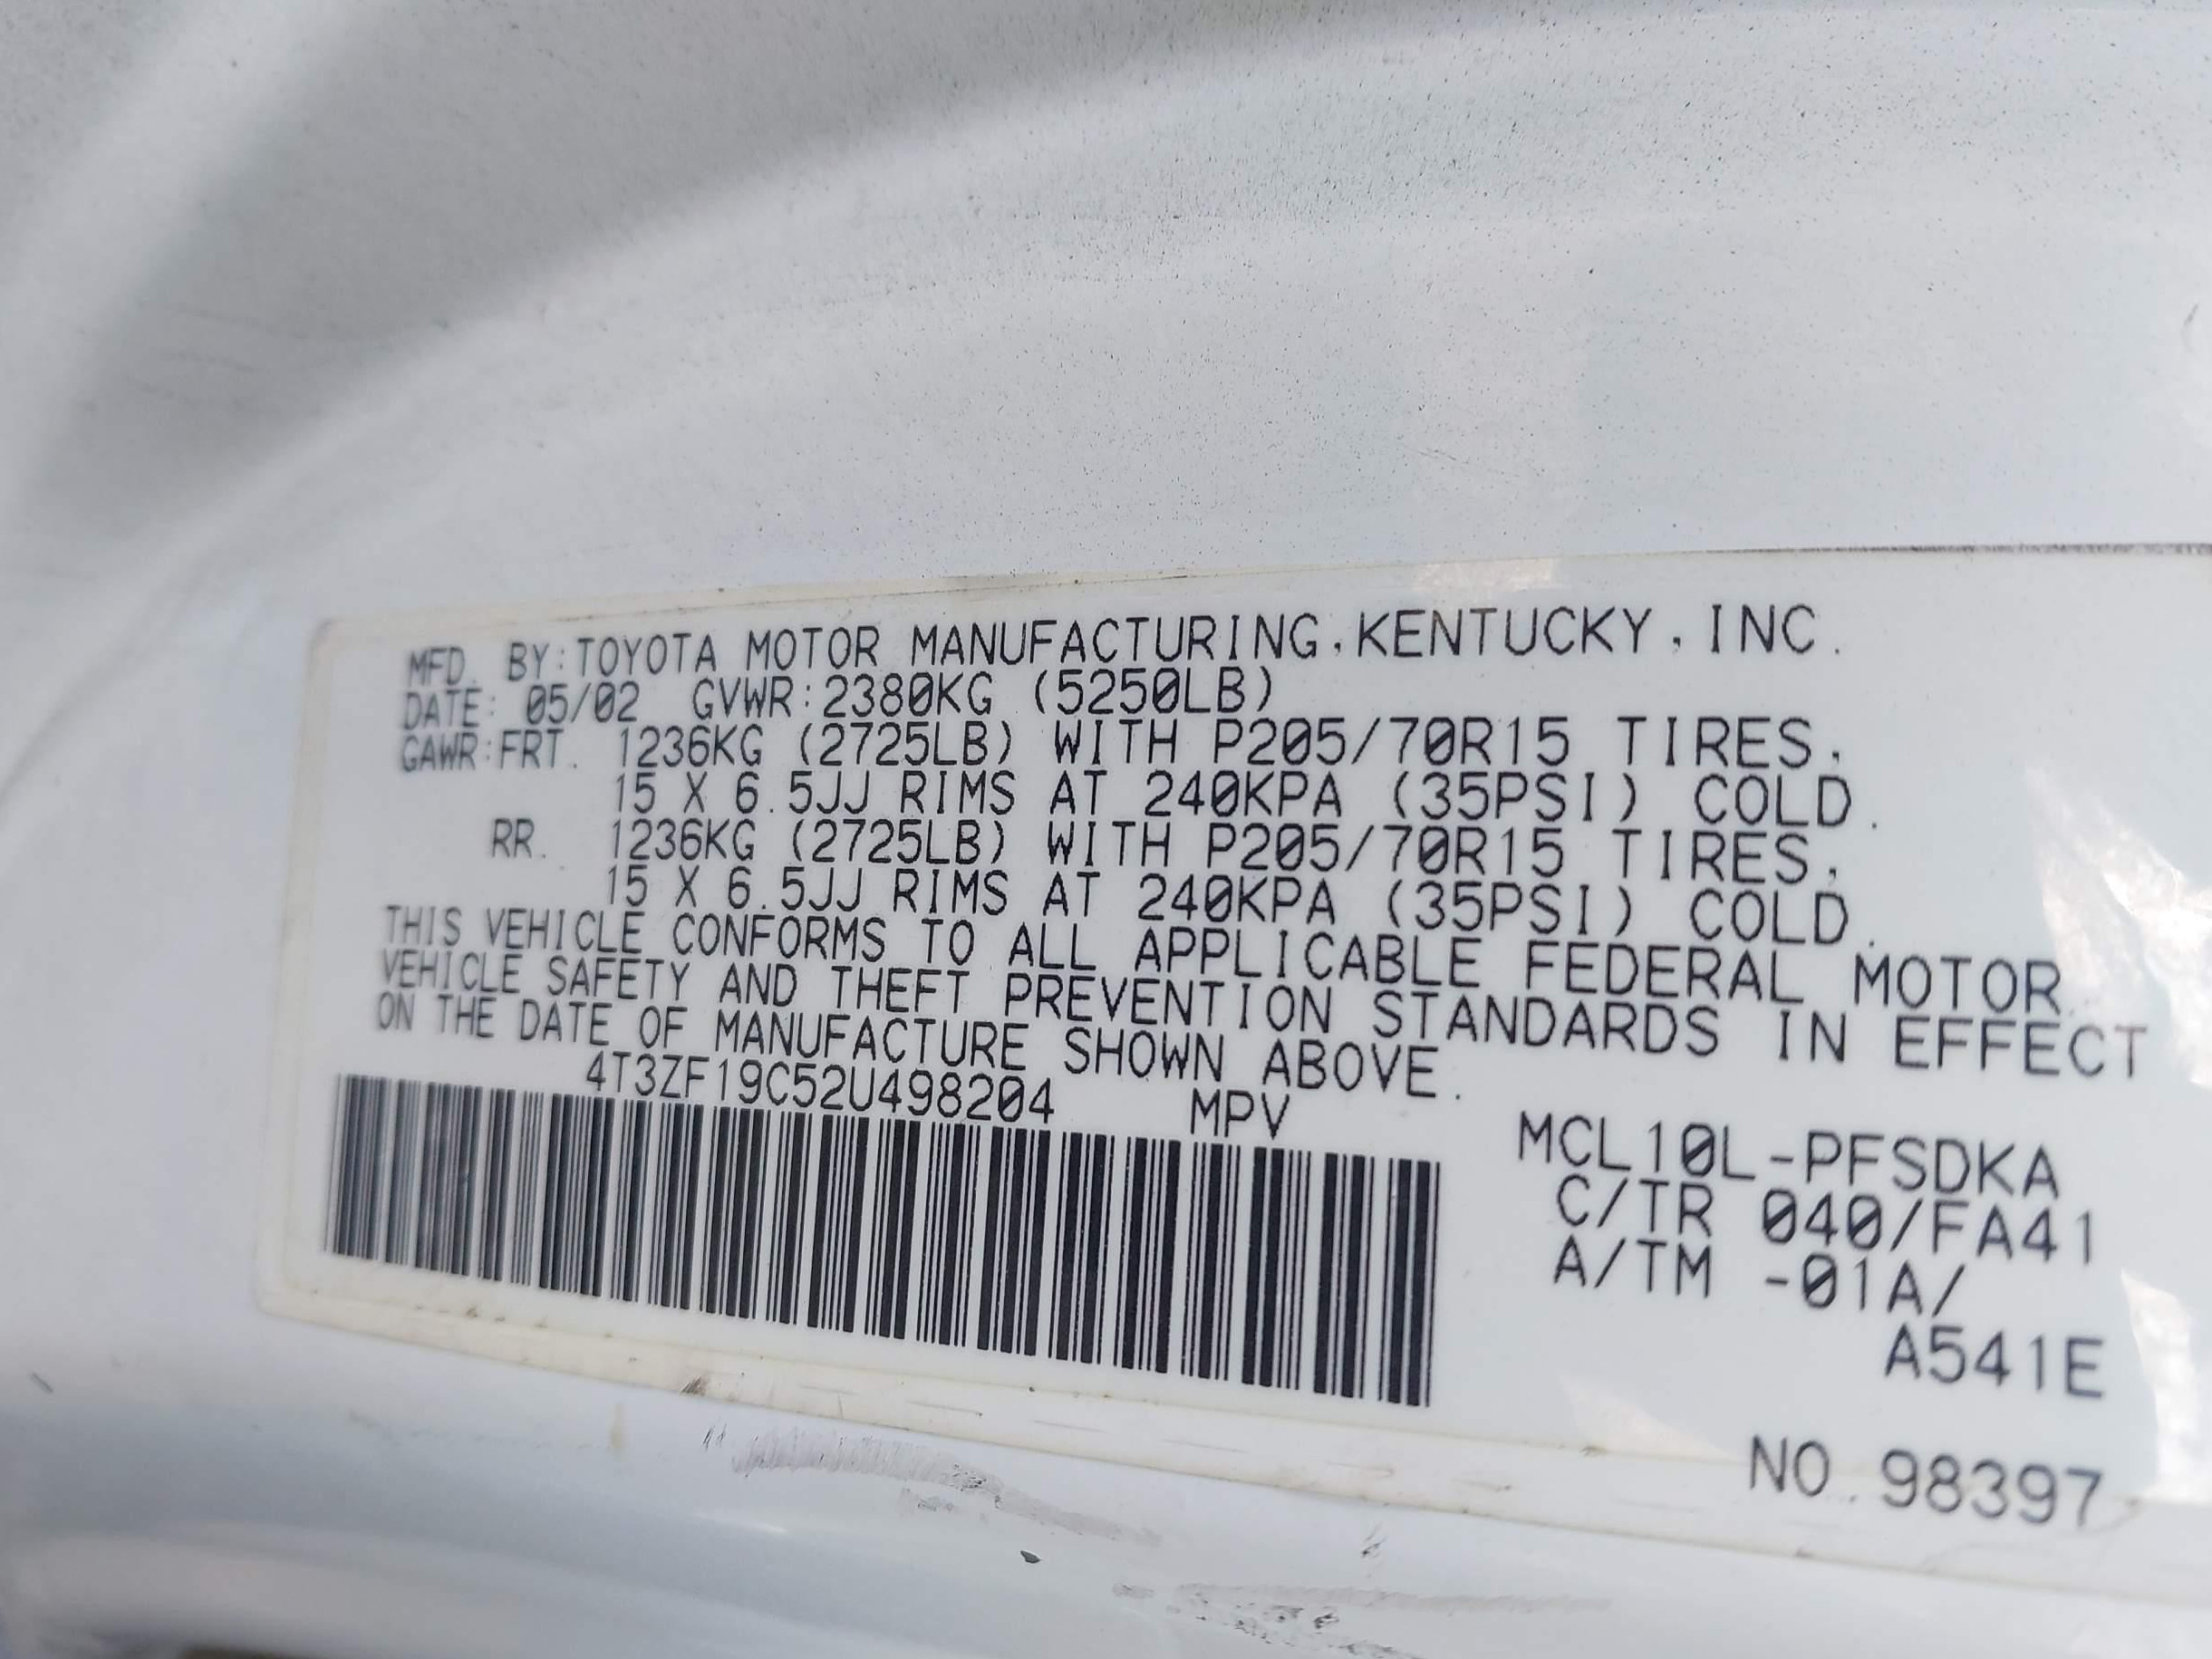 MFD. BY:TOYOTA MOTOR MANUFACTURING,KENTUCKY,INC.
DATE: 05/02 GVWR:2380KG (5250LB)
GAWR:FRT. 1236KG (2725LB) WITH P205/70R15 TIRES,
15 X 6.5JJ RIMS AT 240KPA (35PSI) COLD.
RR. 1236KG (2725LB) WITH P205/70R15 TIRES,
15 X 6.5JJ RIMS AT 240KPA (35PSI) COLD.
THIS VEHICLE CONFORMS TO ALL APPLICABLE FEDERAL MOTOR
VEHICLE SAFETY AND THEFT PREVENTION STANDARDS IN EFFECT
ON THE DATE OF MANUFACTURE SHOWN ABOVE.
4T3ZF19C52U498204 MPV
MCL10L-PFSDKA
C/TR 040/FA41
A/TM -01A/
A541E
NO. 98397